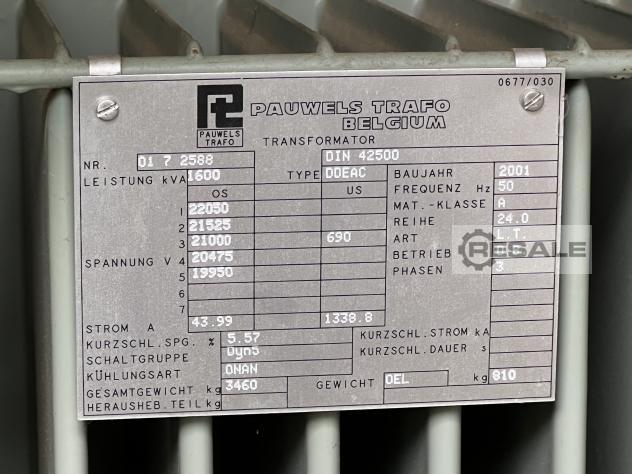 0677/030
PAUWELS TRAFO
BELGIUM
PAUWELS
TRAFO
TRANSFORMATOR
NR. 01 7 2588 DIN 42500
LEISTUNG kVA 1600 TYPE DDEAC BAUJAHR 2001
OS US FREQUENZ Hz 50
1 22050 MAT.-KLASSE A
2 21525 REIHE 24.0
3 21000 690 ART L.T.
SPANNUNG V 4 20475 BETRIEB
5 19950 PHASEN 3
6
7
STROM A 43.99 1338.8
KURZSCHL.SPG. % 5.57 KURZSCHL.STROM kA
SCHALTGRUPPE Dyn5 KURZSCHL.DAUER s
KÜHLUNGSART ONAN
GESAMTGEWICHT kg 3460 GEWICHT OEL kg 810
HERAUSHEB.TEIL kg
RESALE